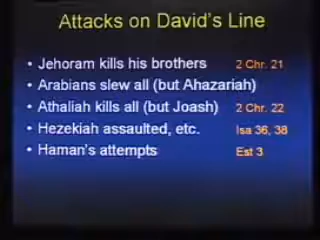 Attacks on David's Line
• Jehoram kills his brothers 2 Chr. 21
• Arabians slew all (but Ahazariah)
• Athaliah kills all (but Joash) 2 Chr. 22
• Hezekiah assaulted, etc. Isa 36, 38
• Haman's attempts Est 3